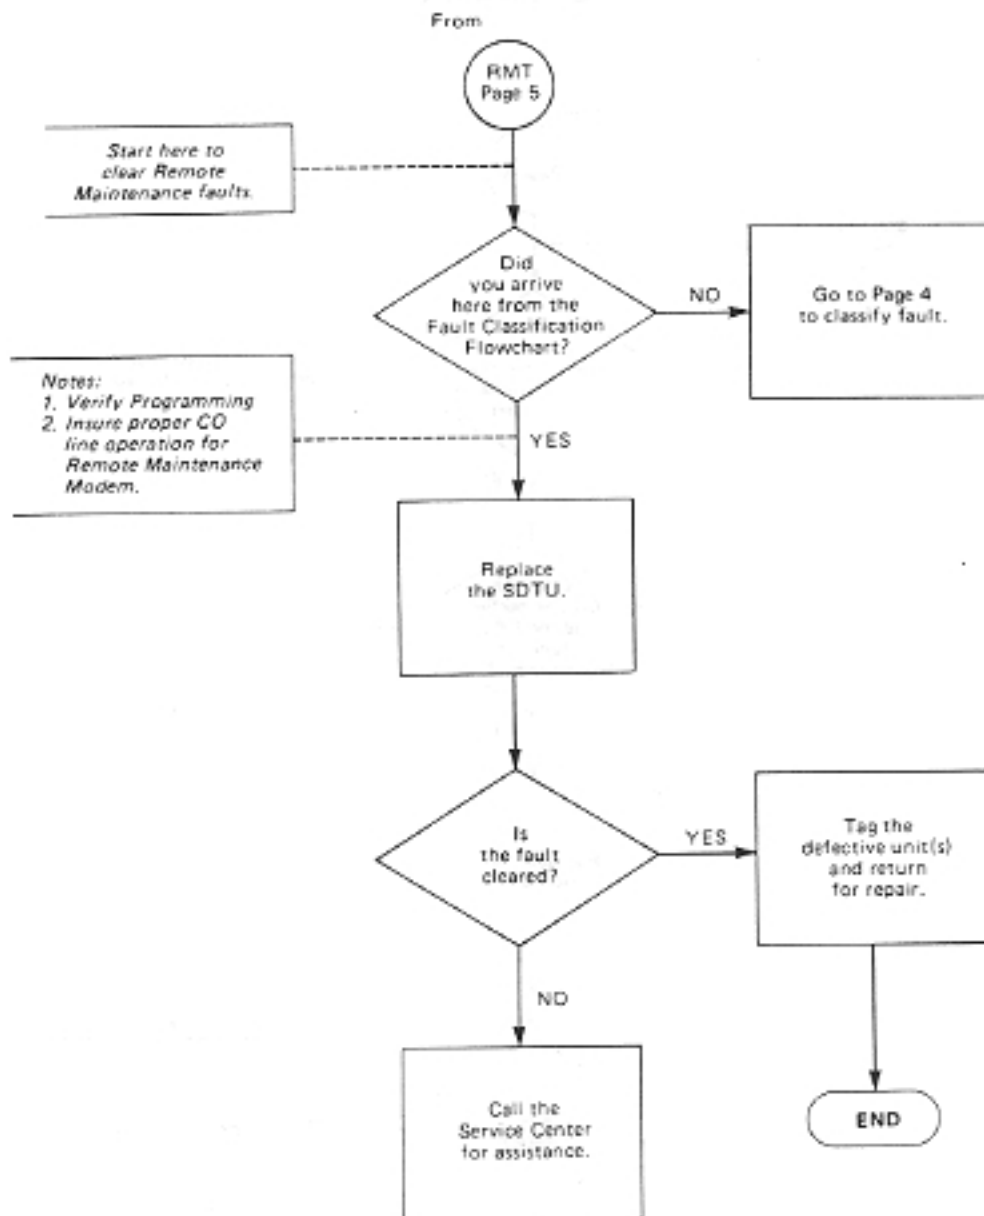 From
RMT
Page 5
Start here to
clear Remote
Maintenance faults.
Did
you arrive
here from the
Fault Classification
Flowchart?
NO
Go to Page 4
to classify fault.
Notes:
1. Verify Programming
2. Insure proper CO
line operation for
Remote Maintenance
Modem.
YES
Replace
the SDTU.
Is
the fault
cleared?
YES
Tag the
defective unit(s)
and return
for repair.
NO
END
Call the
Service Center
for assistance.